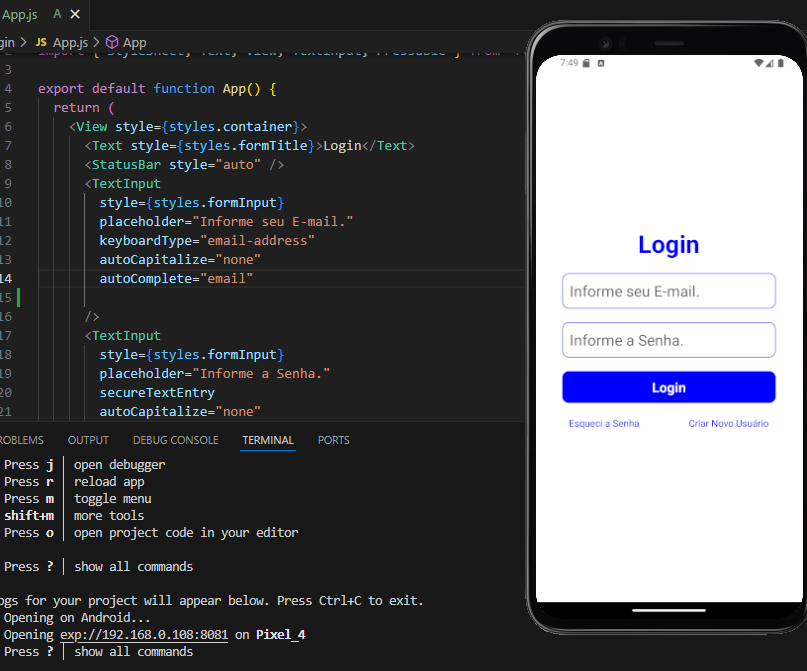 App.js A
gin > JS App.js > App
3
4 export default function App() {
5 return (
6 <View style={styles.container}>
7 <Text style={styles.formTitle}>Login</Text>
8 <StatusBar style="auto" />
9 <TextInput
10 style={styles.formInput}
11 placeholder="Informe seu E-mail."
12 keyboardType="email-address"
13 autoCapitalize="none"
14 autoComplete="email"
15
16 />
17 <TextInput
18 style={styles.formInput}
19 placeholder="Informe a Senha."
20 secureTextEntry
21 autoCapitalize="none"
ROBLEMS OUTPUT DEBUG CONSOLE TERMINAL PORTS
Press j │ open debugger
Press r │ reload app
Press m │ toggle menu
shift+m │ more tools
Press o │ open project code in your editor
Press ? │ show all commands
ogs for your project will appear below. Press Ctrl+C to exit.
Opening on Android...
Opening exp://192.168.0.108:8081 on Pixel_4
Press ? │ show all commands
7:49
Login
Informe seu E-mail.
Informe a Senha.
Login
Esqueci a Senha
Criar Novo Usuário